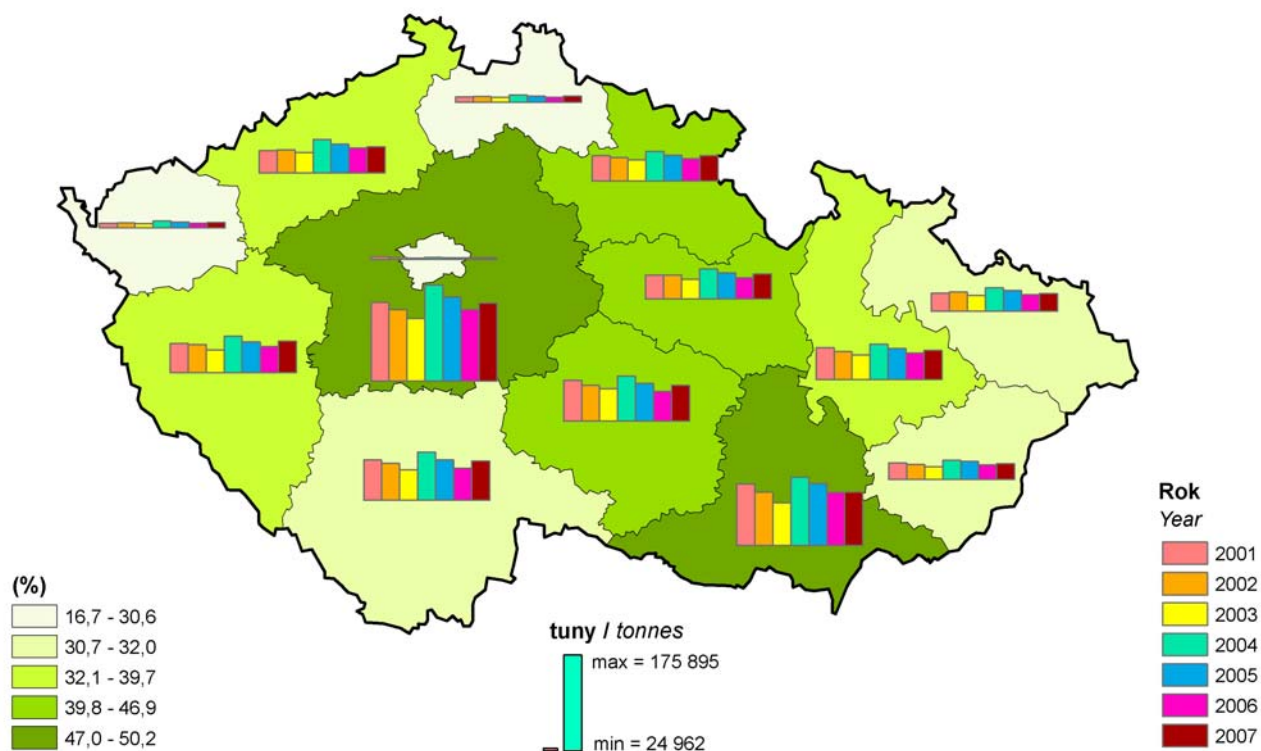 (%)
16,7 - 30,6
30,7 - 32,0
32,1 - 39,7
39,8 - 46,9
47,0 - 50,2
tuny / tonnes
max = 175 895
min = 24 962
Rok
Year
2001
2002
2003
2004
2005
2006
2007